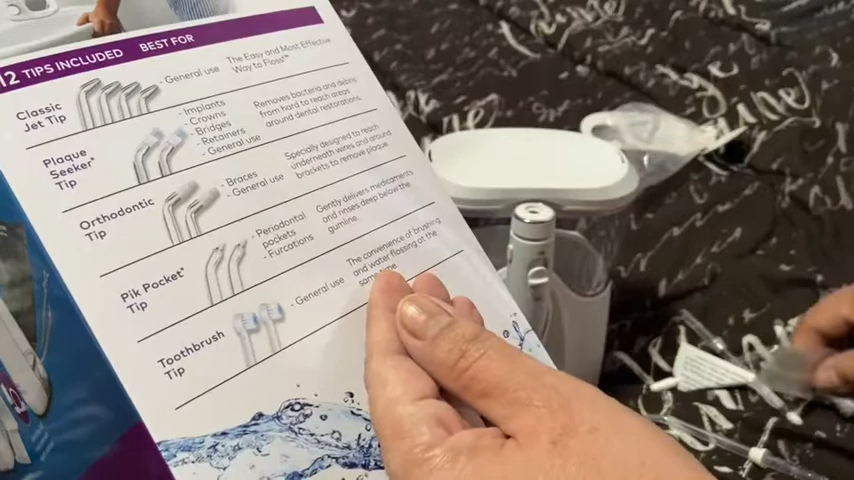 12 TIPS INCLUDED BEST FOR
Classic
Jet Tip
- General use
The Easy and Most Effective
Way to Floss™
Plaque
Seeker®
Tip
- Implants
- Crowns
- Bridges
- Retainers
- General use
Removes bacteria and debris
from hard to reach areas
around dental restorations.
Orthodontic
Tip
- Braces
- General use
Specially designed to reach
underneath wires and
brackets to remove plaque.
Pik Pocket®
Tip
- Periodontal
pockets
- Furcations
Gently delivers medicaments
and rinses deep below the
gumline.
Toothbrush
Tip
- General use
The convenience of brushing
and water flossing at the
same time.